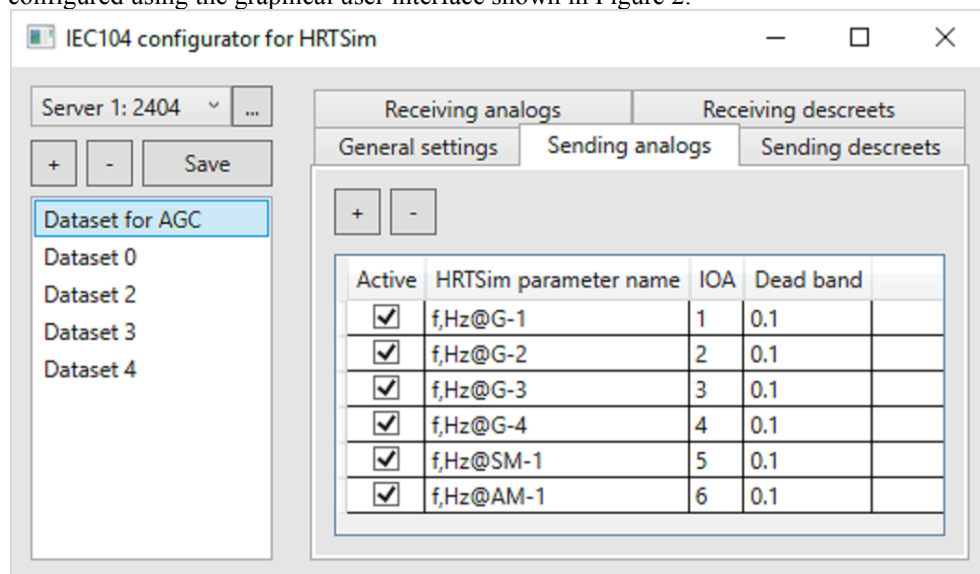 configured using the graphical user interface shown in Figure 2.
IEC104 configurator for HRTSim
Server 1: 2404 ...
+ - Save
Dataset for AGC
Dataset 0
Dataset 2
Dataset 3
Dataset 4
Receiving analogs Receiving descreets
General settings Sending analogs Sending descreets
+ -
Active HRTSim parameter name IOA Dead band
f,Hz@G-1 1 0.1
f,Hz@G-2 2 0.1
f,Hz@G-3 3 0.1
f,Hz@G-4 4 0.1
f,Hz@SM-1 5 0.1
f,Hz@AM-1 6 0.1